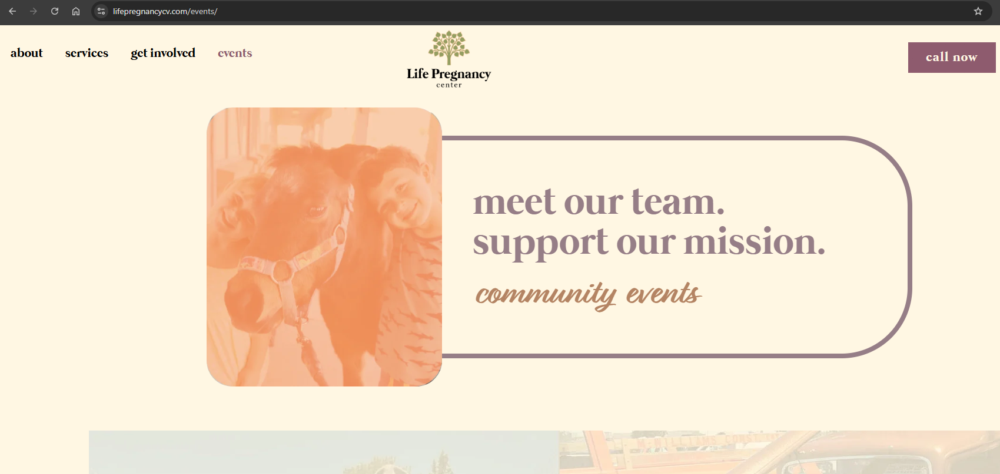 lifepregnancycv.com/events/
about services get involved events
Life Pregnancy
center
call now
meet our team.
support our mission.
community events